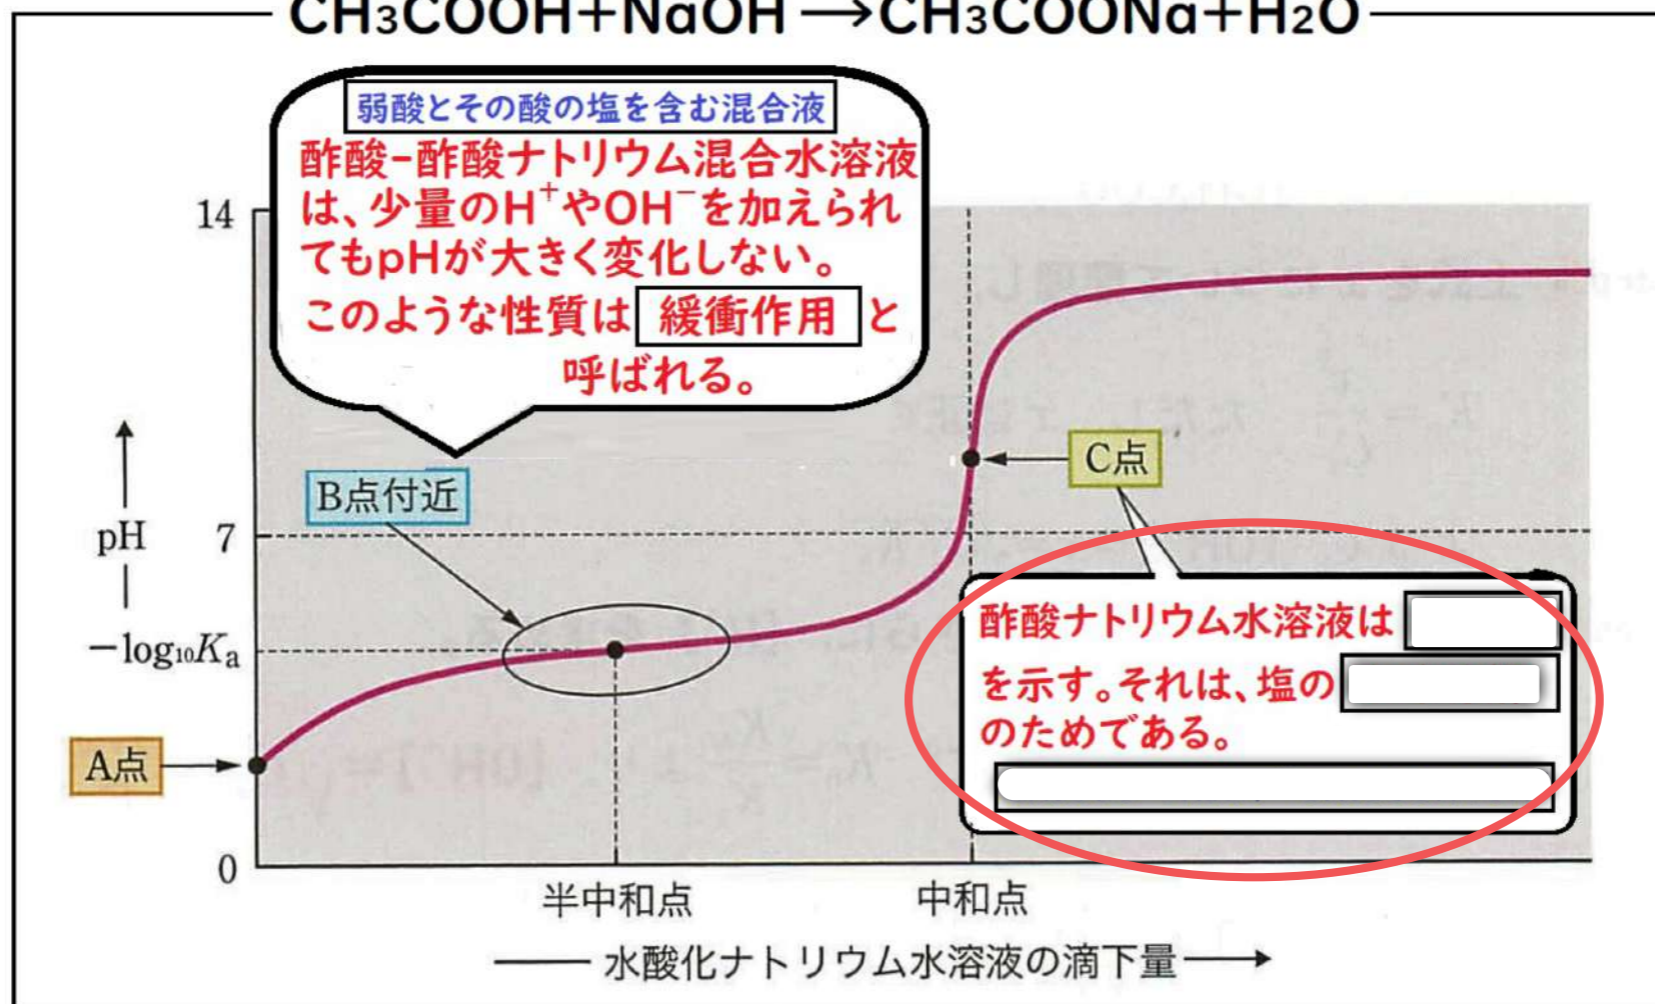 CH₃COOH+NaOH→CH₃COONa+H₂O
弱酸とその酸の塩を含む混合液
酢酸-酢酸ナトリウム混合水溶液
は、少量のH⁺やOH⁻を加えられ
てもpHが大きく変化しない。
このような性質は 緩衝作用 と
呼ばれる。
14
B点付近
C点
pH
7
-log₁₀Kₐ
酢酸ナトリウム水溶液は
を示す。それは、塩の
のためである。
A点
0
半中和点
中和点
水酸化ナトリウム水溶液の滴下量